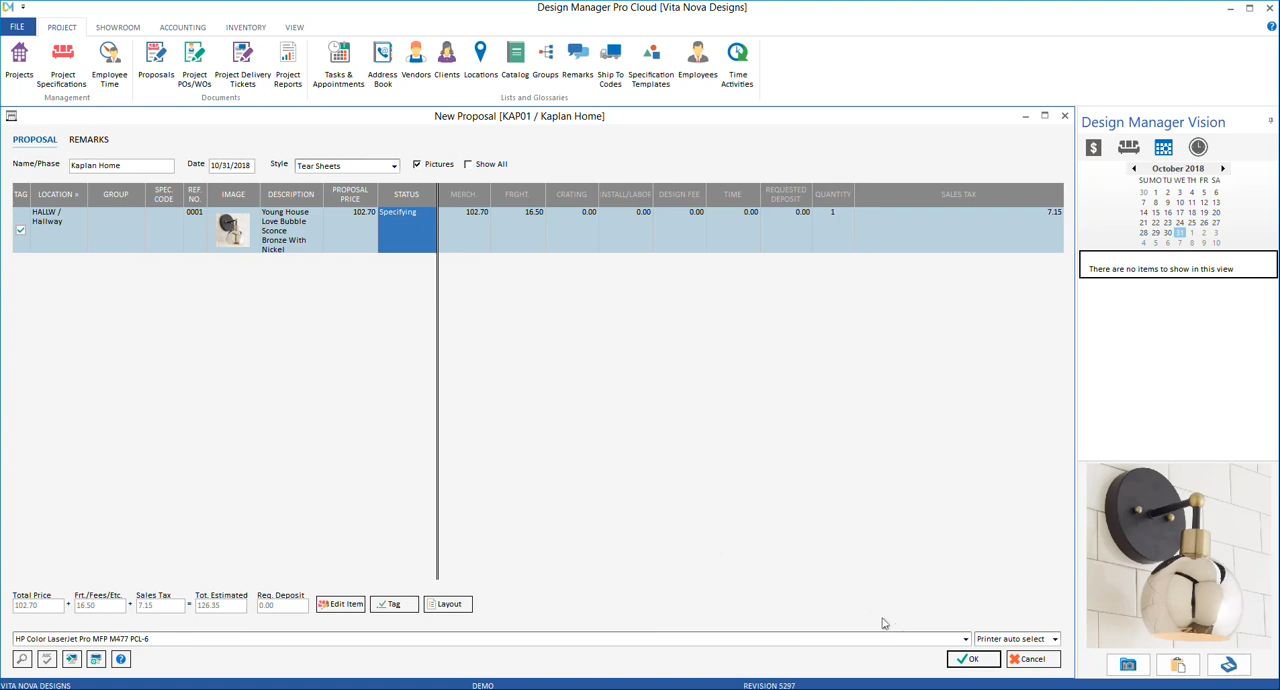 Design Manager Pro Cloud [Vita Nova Designs]
FILE PROJECT SHOWROOM ACCOUNTING INVENTORY VIEW
Projects
Project Specifications
Employee Time
Proposals
Project POs/WOs
Project Delivery Tickets
Project Reports
Tasks & Appointments
Address Book
Vendors
Clients
Locations
Catalog
Groups
Remarks
Ship To Codes
Specification Templates
Employees
Time Activities
Management Documents Lists and Glossaries
New Proposal [KAP01 / Kaplan Home]
PROPOSAL REMARKS
Name/Phase Kaplan Home Date 10/31/2018 Style Tear Sheets Pictures Show All
TAG LOCATION GROUP SPEC. CODE REF. NO. IMAGE DESCRIPTION PROPOSAL PRICE STATUS MERCH. FRGHT. CRATING INSTALL/LABOR DESIGN FEE TIME REQUESTED DEPOSIT QUANTITY SALES TAX
HALLW / 0001 Young House 102.70 Specifying 102.70 16.50 0.00 0.00 0.00 0.00 0.00 1 7.15
Hallway Love Bubble
Sconce
Bronze With
Nickel
Total Price Frt./Fees/Etc. Sales Tax Tot. Estimated Req. Deposit
102.70 + 16.50 + 7.15 = 126.35 0.00 Edit Item Tag Layout
HP Color LaserJet Pro MFP M477 PCL-6 Printer auto select
ABC ? OK Cancel
Design Manager Vision
$
October 2018
SU MO TU WE TH FR SA
30 1 2 3 4 5 6
7 8 9 10 11 12 13
14 15 16 17 18 19 20
21 22 23 24 25 26 27
28 29 30 31 1 2 3
4 5 6 7 8 9 10
There are no items to show in this view
VITA NOVA DESIGNS DEMO REVISION 5297